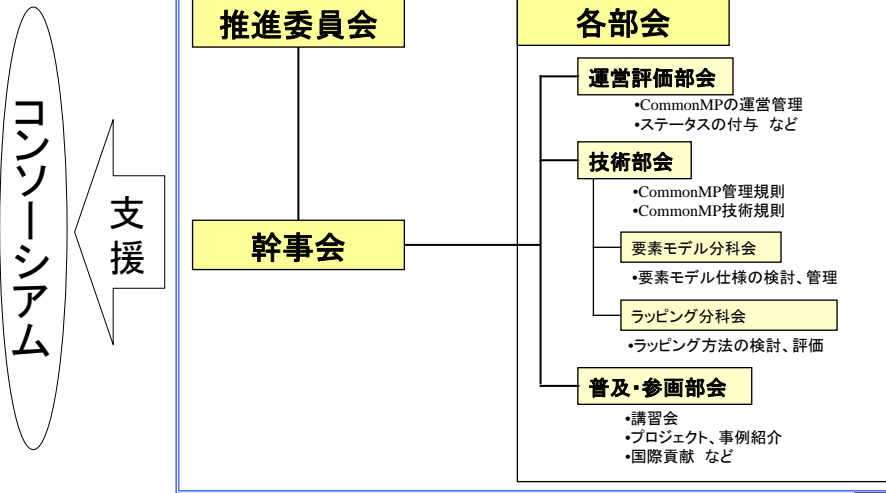 コンソーシアム
支援
推進委員会
幹事会
各部会
運営評価部会
•CommonMPの運営管理
•ステータスの付与 など
技術部会
•CommonMP管理規則
•CommonMP技術規則
要素モデル分科会
•要素モデル仕様の検討、管理
ラッピング分科会
•ラッピング方法の検討、評価
普及・参画部会
•講習会
•プロジェクト、事例紹介
•国際貢献 など